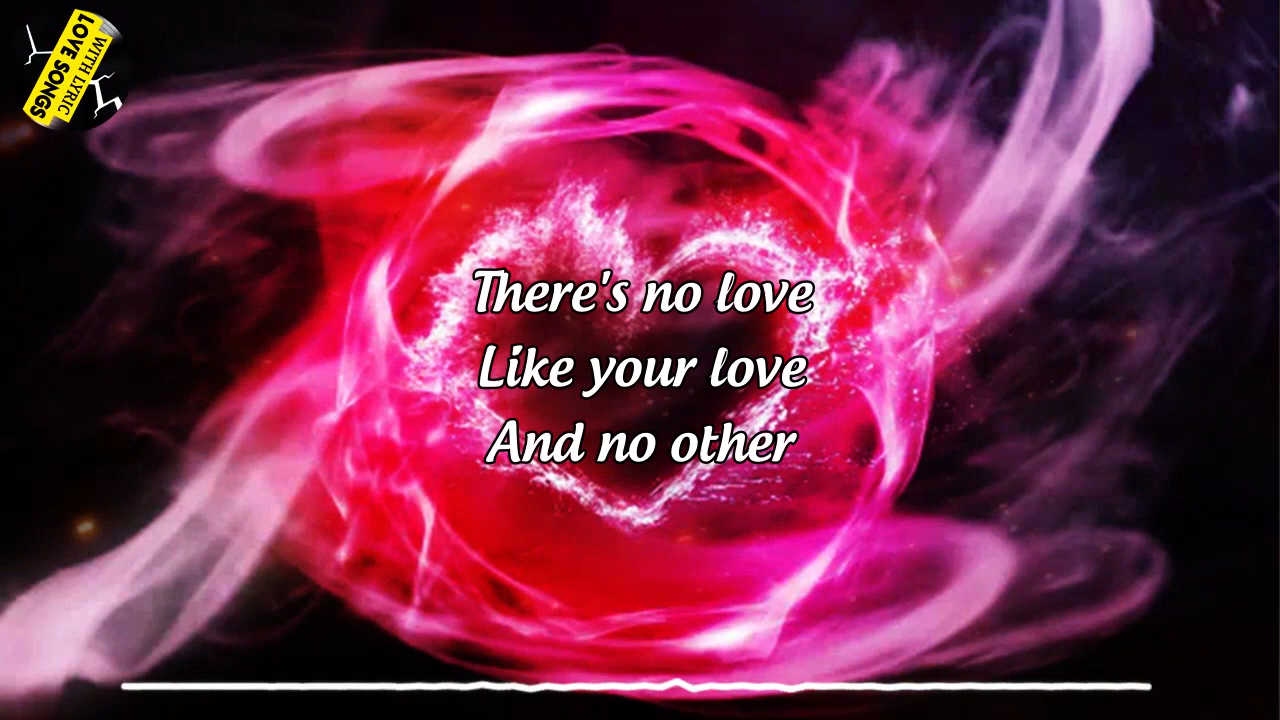 LOVE SONGS
WITH LYRIC
There's no love
Like your love
And no other